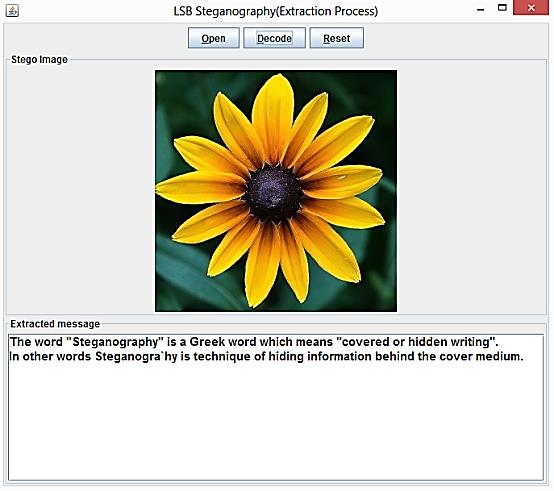 LSB Steganography(Extraction Process)
Open Decode Reset
Stego Image
Extracted message
The word "Steganography" is a Greek word which means "covered or hidden writing".
In other words Steganogra`hy is technique of hiding information behind the cover medium.